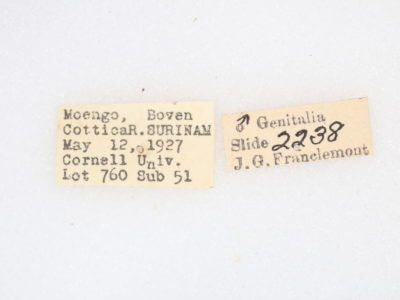 Moengo, Boven
CotticaR.SURINAM
May 12, 1927
Cornell Univ.
Lot 760 Sub 51
♂ Genitalia
Slide 2238
J.G. Franclemont